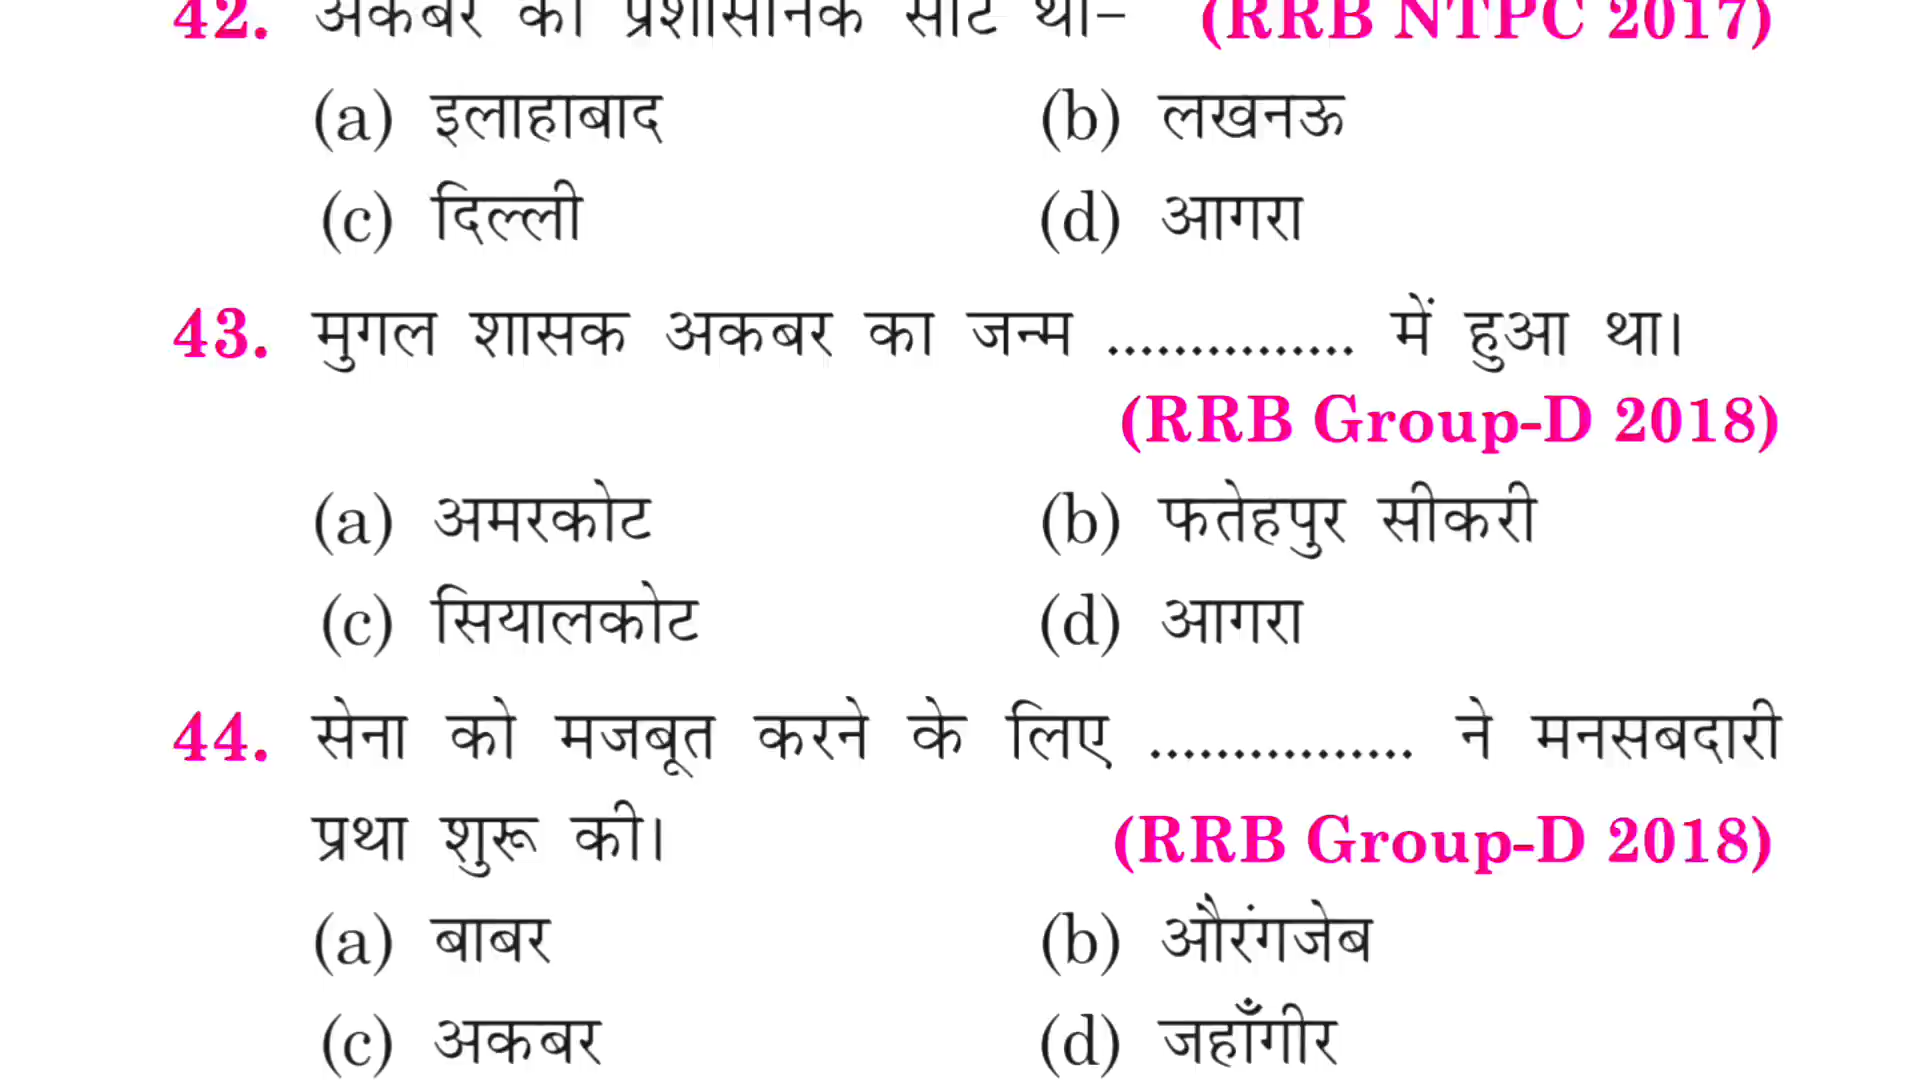 42. अकबर की प्रशासनिक सीट थी– (RRB NTPC 2017)
(a) इलाहाबाद (b) लखनऊ
(c) दिल्ली (d) आगरा
43. मुगल शासक अकबर का जन्म ............... में हुआ था।
(RRB Group-D 2018)
(a) अमरकोट (b) फतेहपुर सीकरी
(c) सियालकोट (d) आगरा
44. सेना को मजबूत करने के लिए ................ ने मनसबदारी
प्रथा शुरू की। (RRB Group-D 2018)
(a) बाबर (b) औरंगजेब
(c) अकबर (d) जहाँगीर